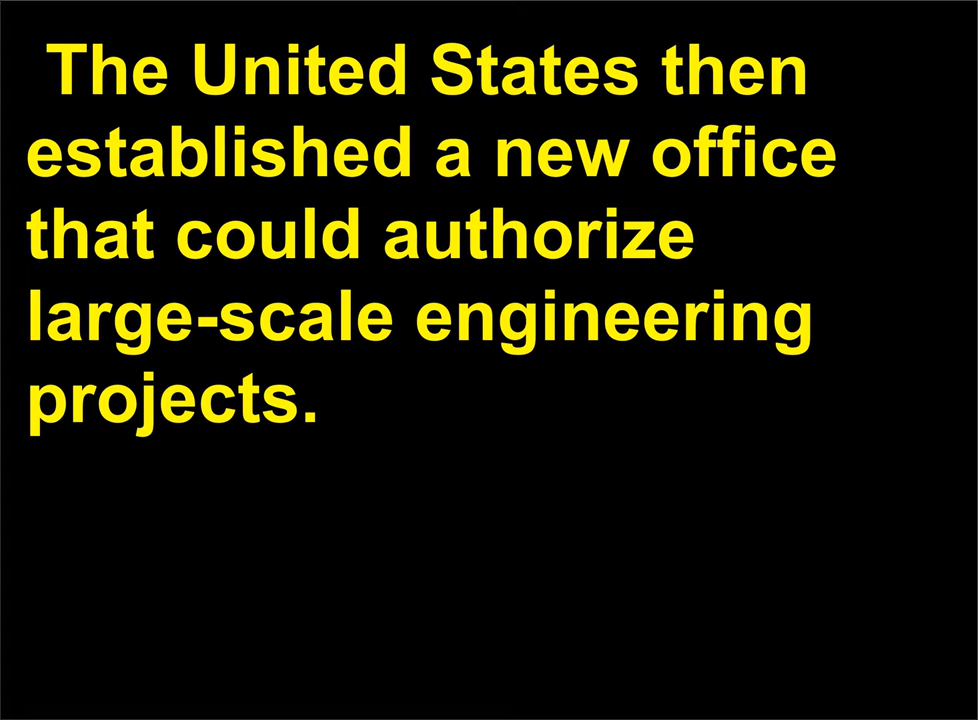 The United States then
established a new office
that could authorize
large-scale engineering
projects.